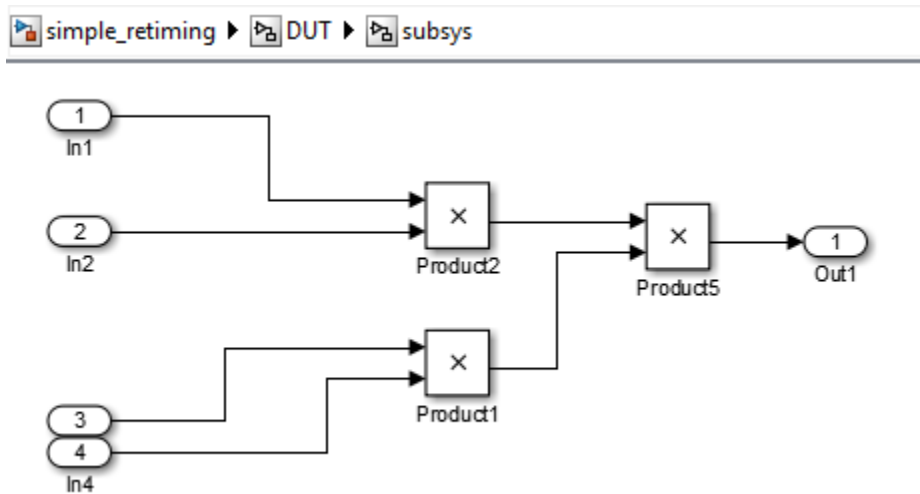 simple_retiming ▶ DUT ▶ subsys
1
In1
2
In2
×
Product2
×
Product5
1
Out1
×
Product1
3
4
In4